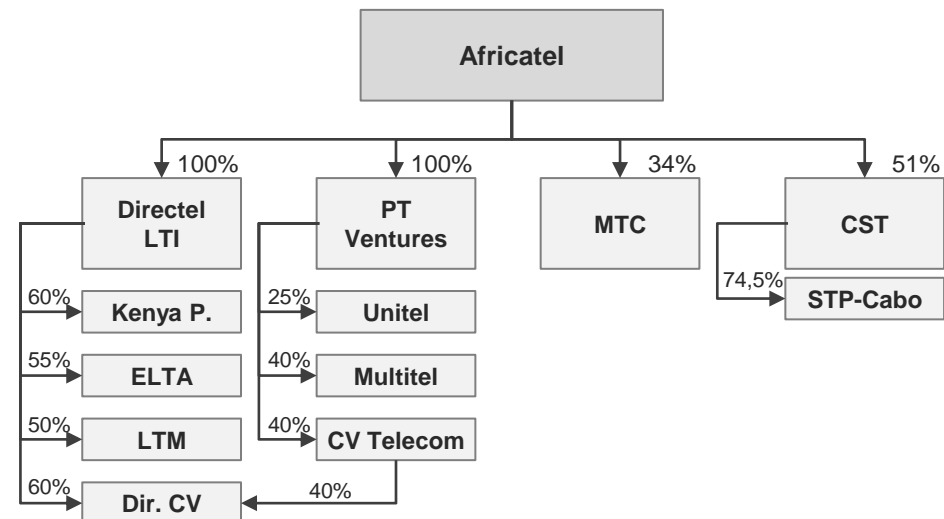 Africatel
100%
100%
34%
51%
Directel
LTI
PT
Ventures
MTC
CST
60%
Kenya P.
25%
Unitel
74,5%
STP-Cabo
55%
ELTA
40%
Multitel
50%
LTM
40%
CV Telecom
60%
Dir. CV
40%